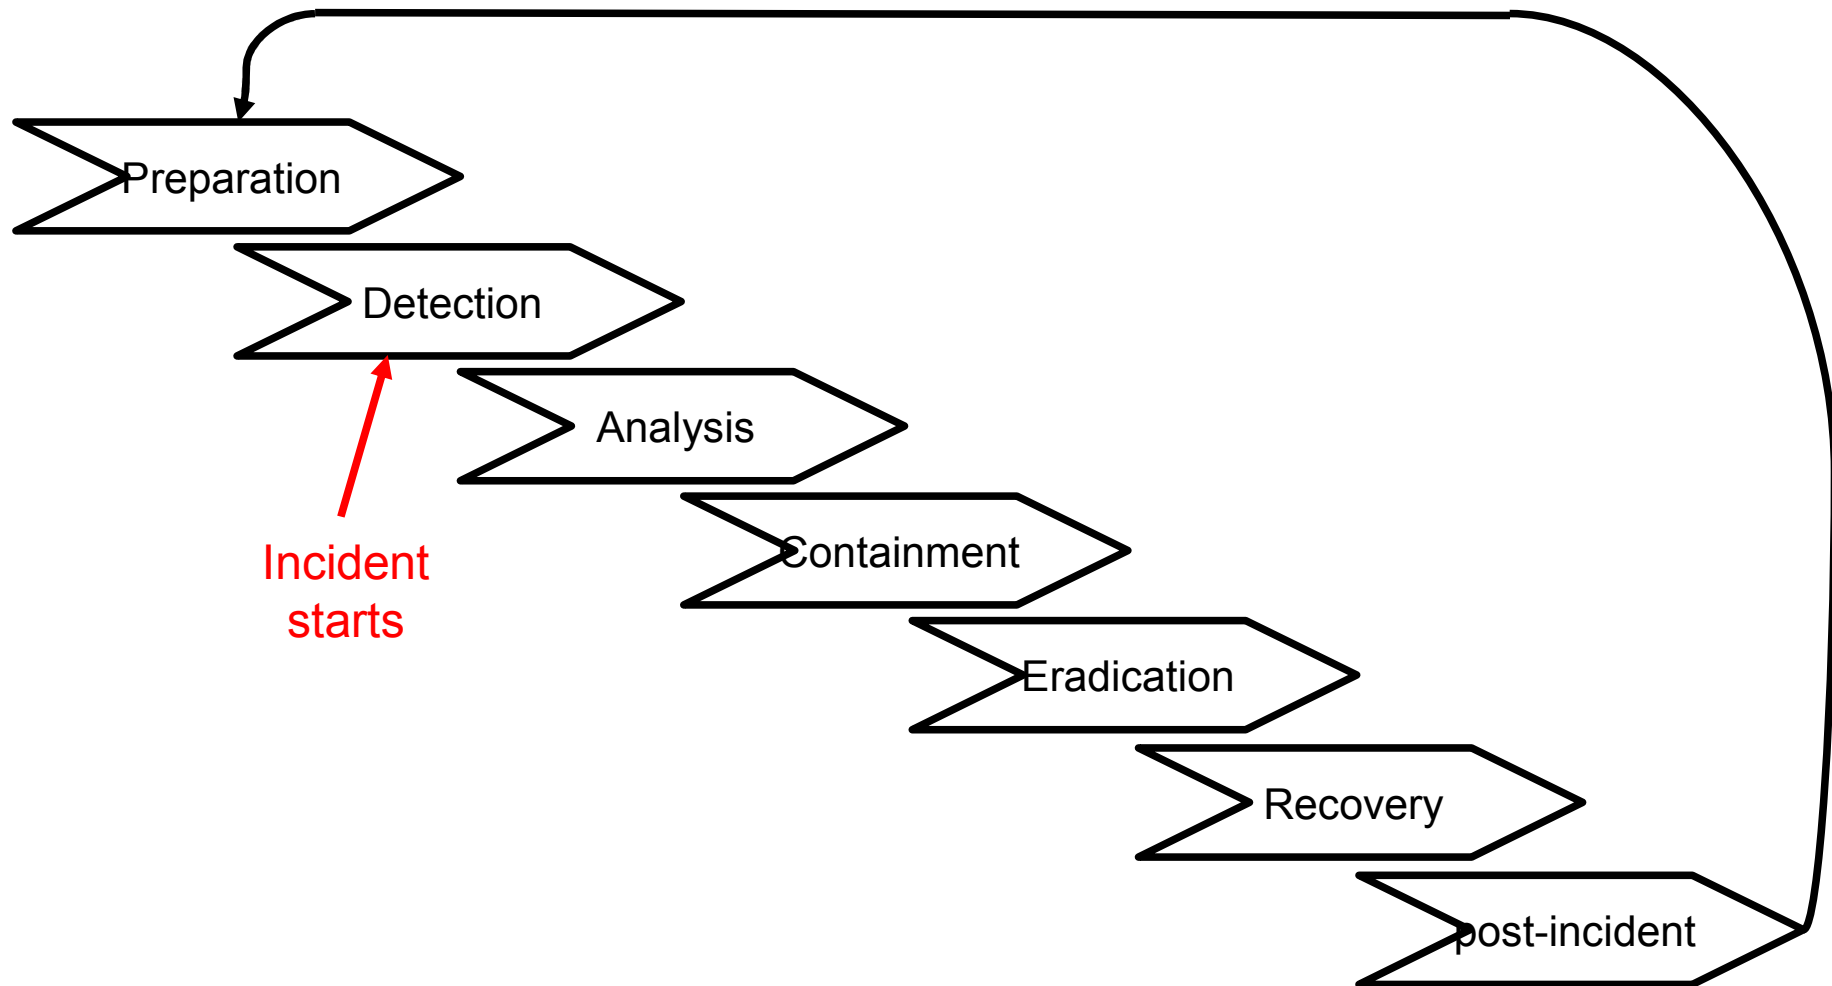 Preparation
Detection
Analysis
Containment
Incident
starts
Eradication
Recovery
post-incident